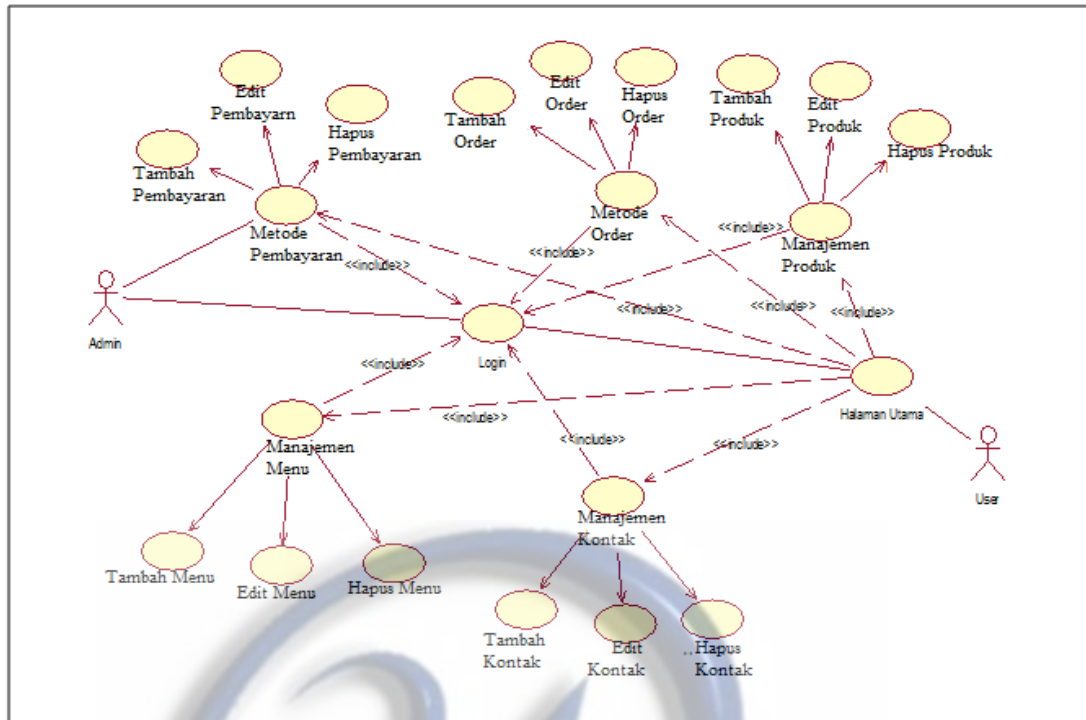 Edit
Pembayarn
Hapus
Pembayaran
Tambah
Pembayaran
Metode
Pembayaran
Edit
Order
Hapus
Order
Tambah
Order
Metode
Order
Tambah
Produk
Edit
Produk
Hapus Produk
Manajemen
Produk
<<include>>
<<include>>
<<include>>
<<include>>
<<include>>
<<include>>
<<include>>
Admin
Login
<<include>>
<<include>>
<<include>>
<<include>>
Halaman Utama
User
Manajemen
Menu
Tambah Menu
Edit Menu
Hapus Menu
Manajemen
Kontak
Tambah
Kontak
Edit
Kontak
..Hapus
Kontak